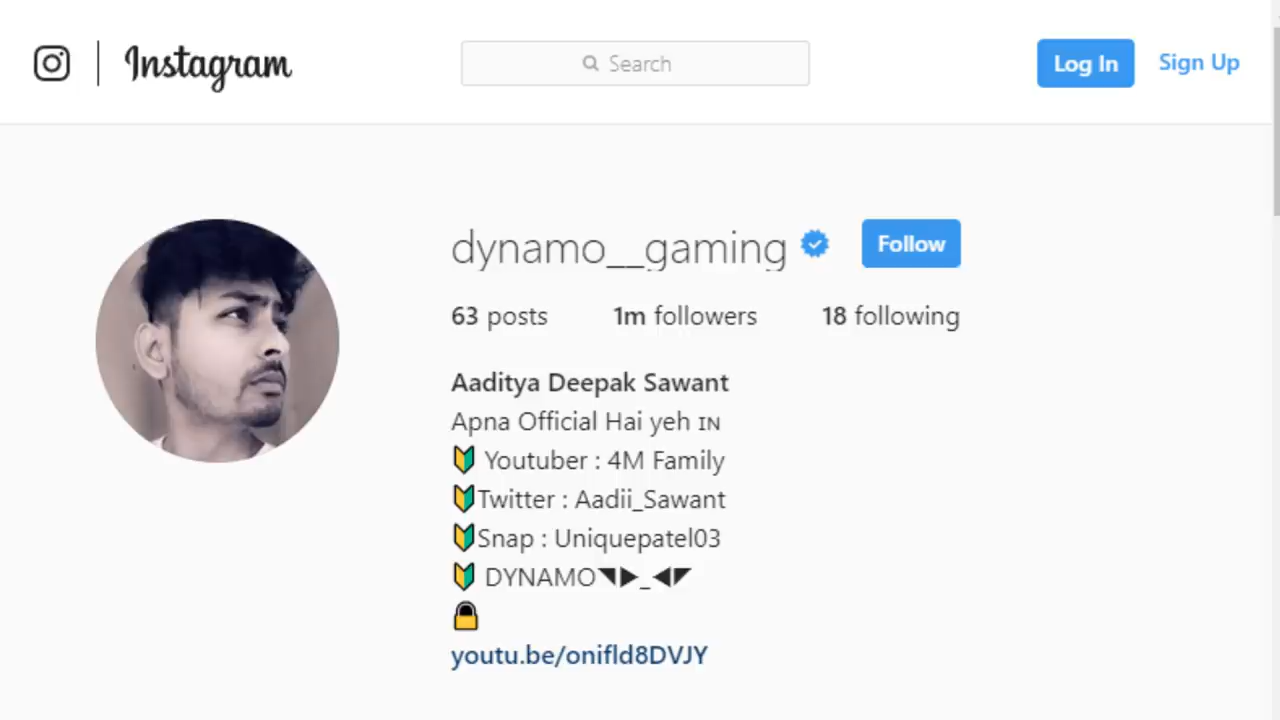 Instagram
Search
Log In
Sign Up
dynamo__gaming
Follow
63 posts 1m followers 18 following
Aaditya Deepak Sawant
Apna Official Hai yeh ɪɴ
🔰 Youtuber : 4M Family
🔰Twitter : Aadii_Sawant
🔰Snap : Uniquepatel03
🔰 DYNAMO◥▶_◀◤
🔒
youtu.be/onifld8DVJY